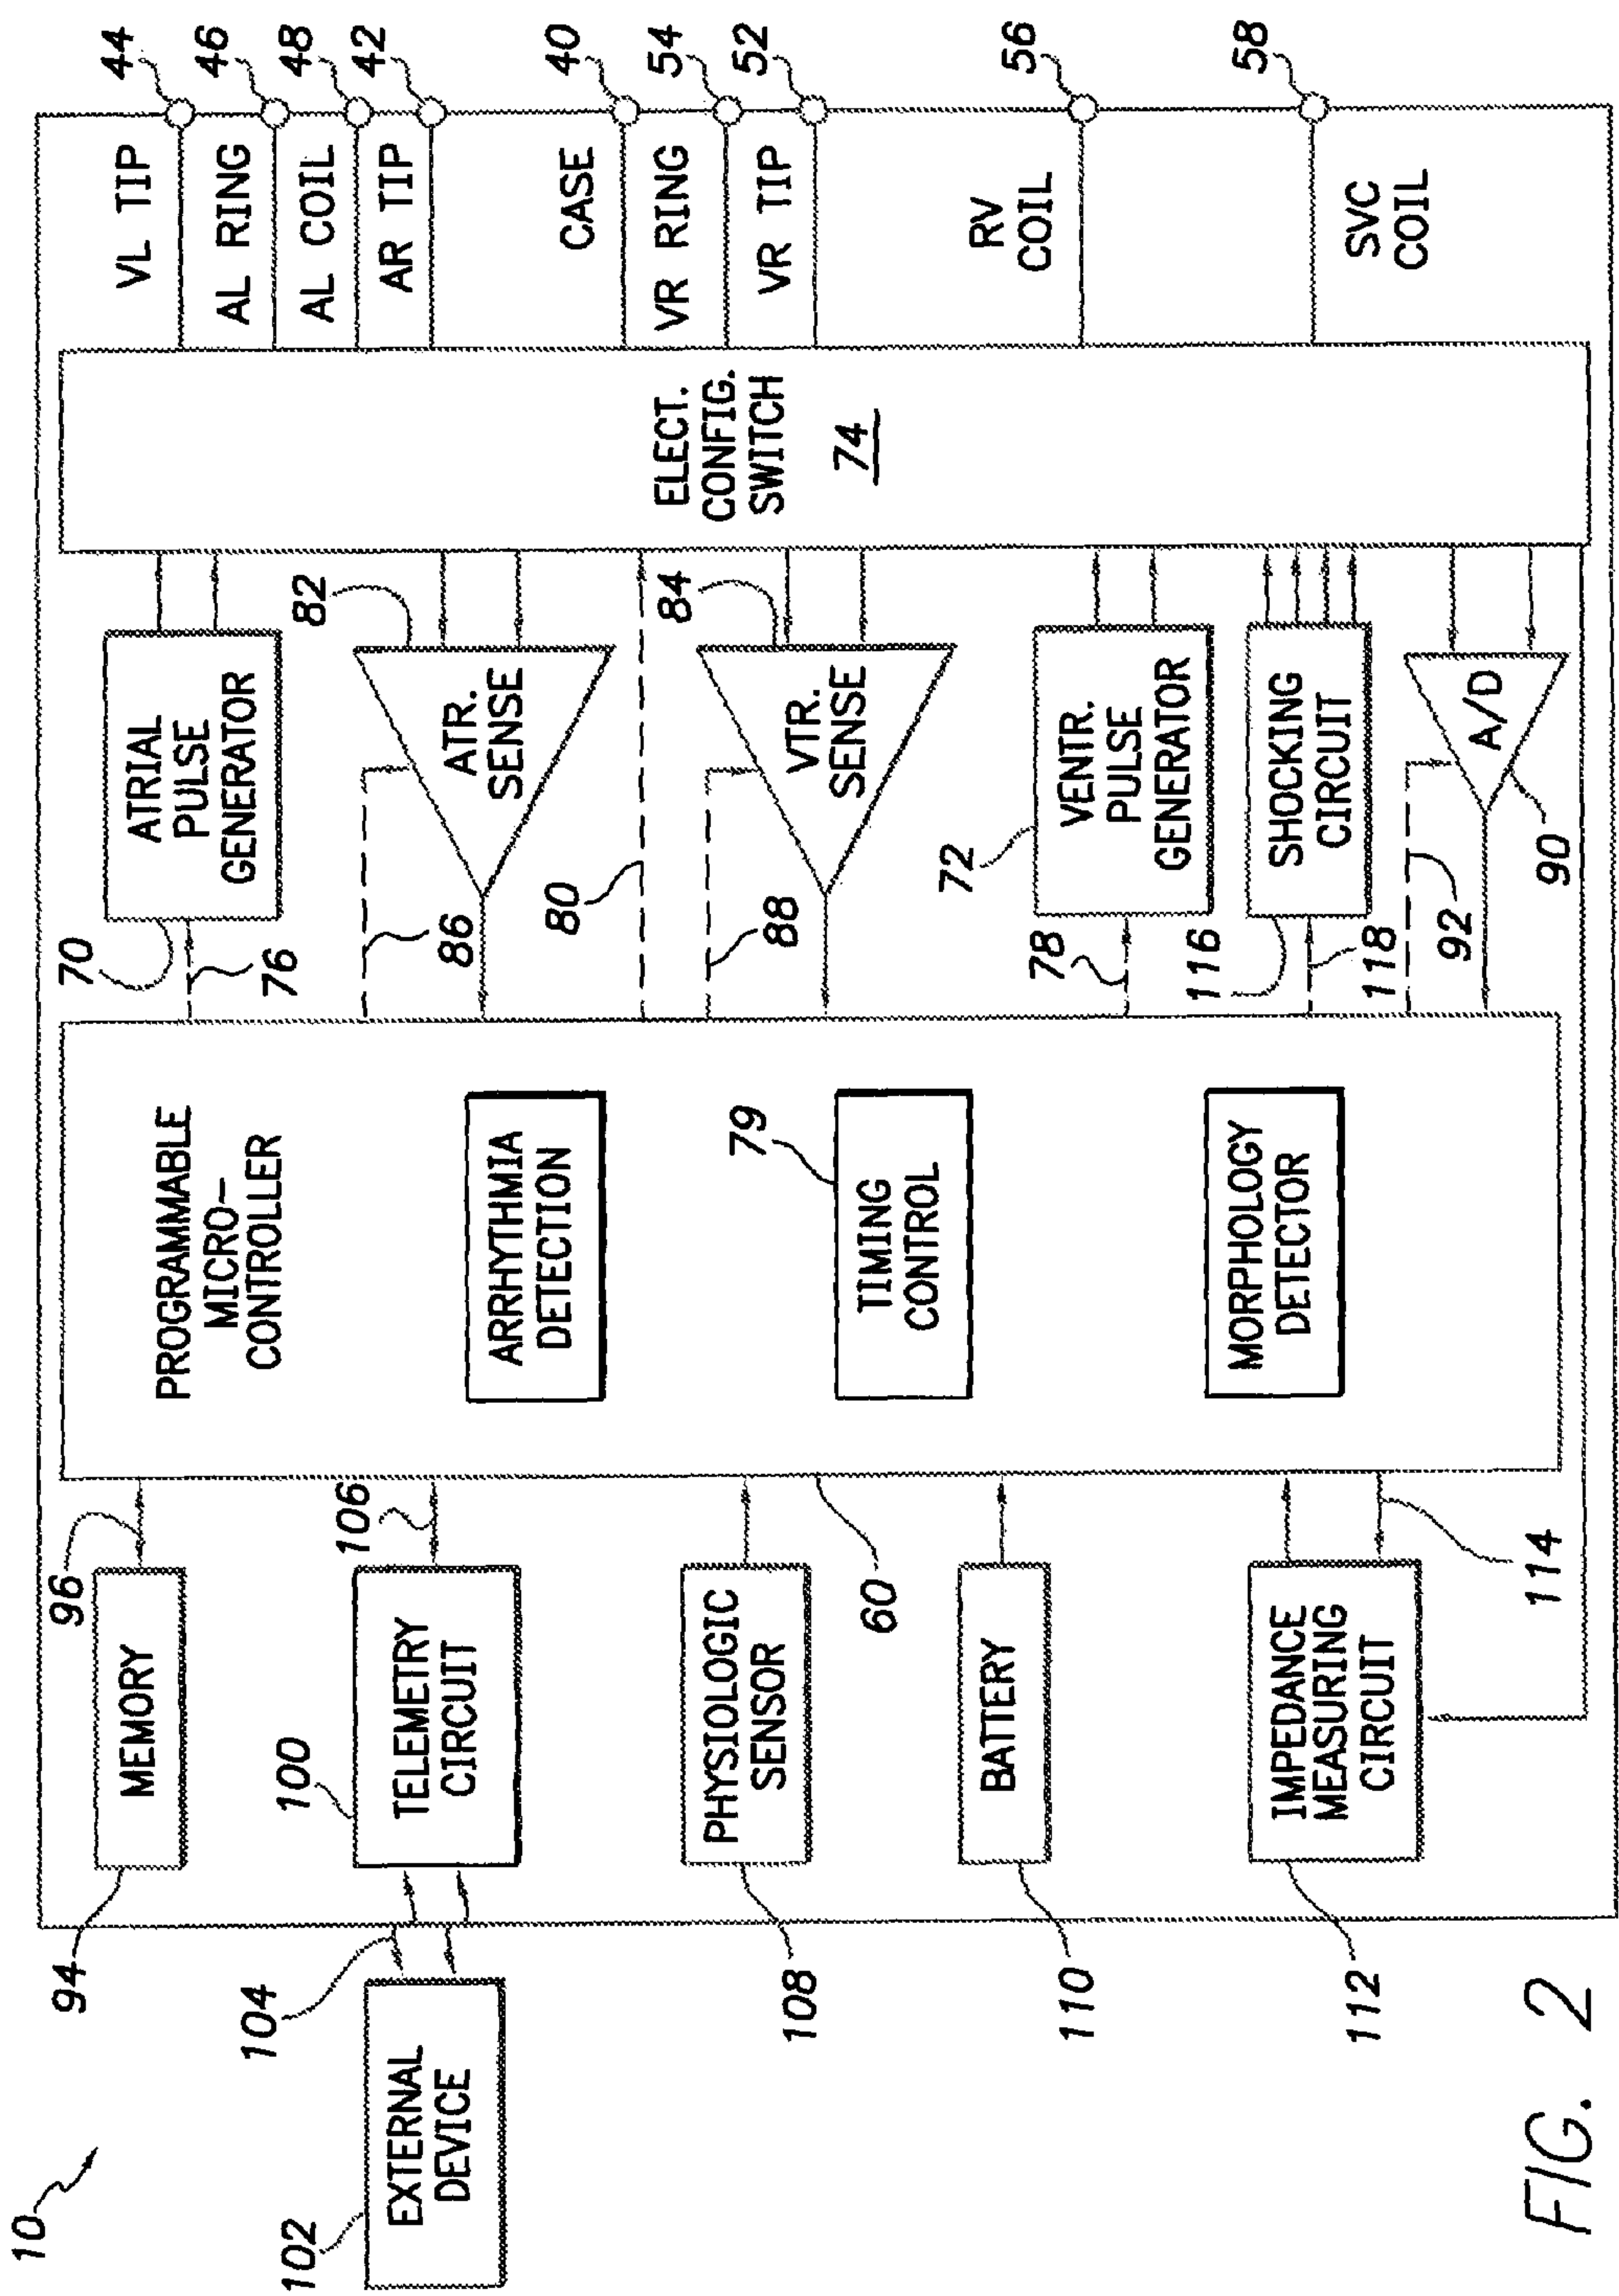 10
102
EXTERNAL
DEVICE
104
94
MEMORY
96
100
TELEMETRY
CIRCUIT
106
108
PHYSIOLOGIC
SENSOR
60
110
BATTERY
112
IMPEDANCE
MEASURING
CIRCUIT
114
PROGRAMMABLE
MICRO-
CONTROLLER
ARRHYTHMIA
DETECTION
79
TIMING
CONTROL
MORPHOLOGY
DETECTOR
70
76
ATRIAL
PULSE
GENERATOR
82
ATR.
SENSE
86
80
84
VTR.
SENSE
88
72
78
VENTR.
PULSE
GENERATOR
116
118
SHOCKING
CIRCUIT
92
A/D
90
ELECT.
CONFIG.
SWITCH
74
VL TIP
44
AL RING
46
AL COIL
48
AR TIP
42
CASE
40
VR RING
54
VR TIP
52
RV
COIL
56
SVC
COIL
58
FIG. 2